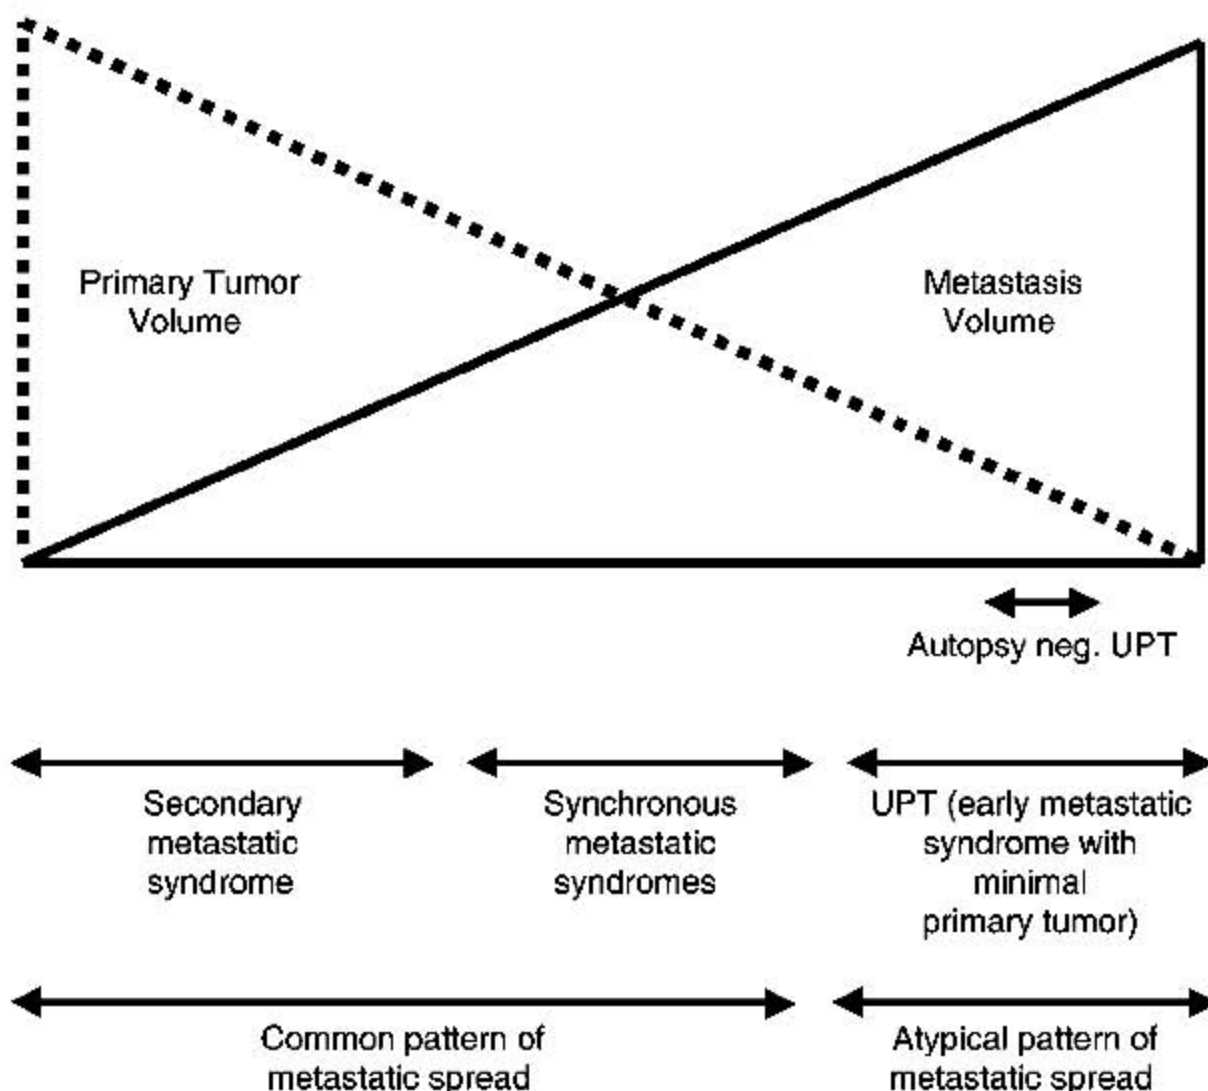 Primary Tumor
Volume
Metastasis
Volume
Autopsy neg. UPT
Secondary
metastatic
syndrome
Synchronous
metastatic
syndromes
UPT (early metastatic
syndrome with
minimal
primary tumor)
Common pattern of
metastatic spread
Atypical pattern of
metastatic spread